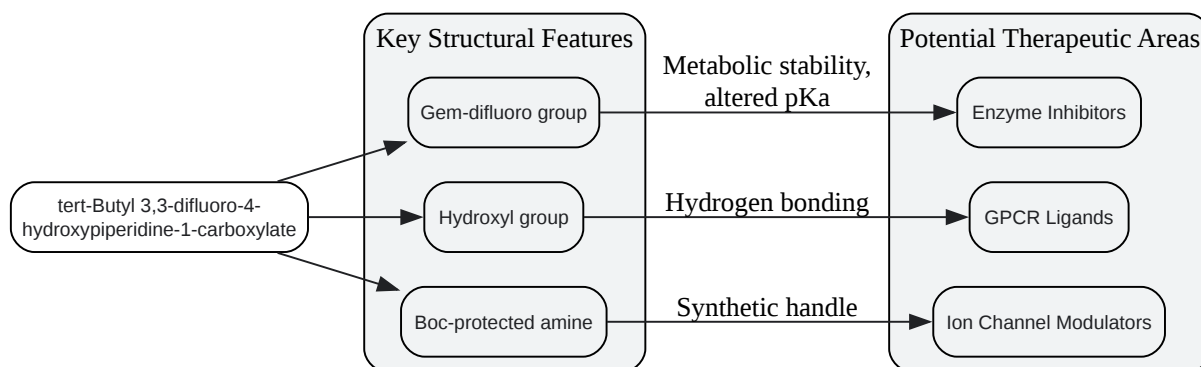 Key Structural Features
Potential Therapeutic Areas
Metabolic stability,
altered pKa
Gem-difluoro group
Enzyme Inhibitors
tert-Butyl 3,3-difluoro-4-
hydroxypiperidine-1-carboxylate
Hydroxyl group
Hydrogen bonding
GPCR Ligands
Boc-protected amine
Synthetic handle
Ion Channel Modulators